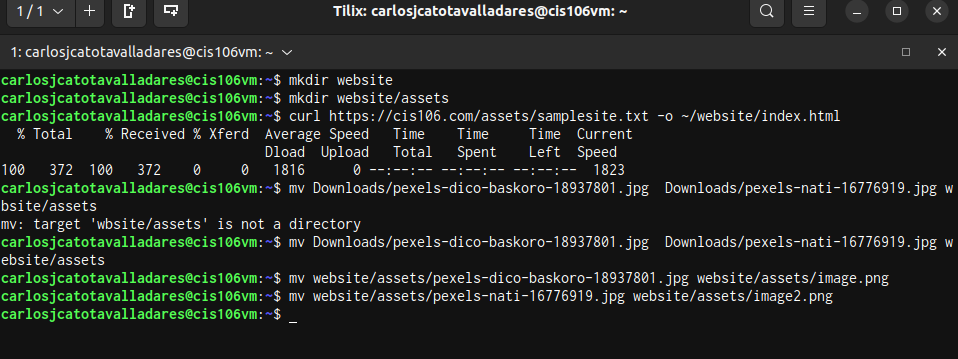 1 / 1
Tilix: carlosjcatotavalladares@cis106vm: ~
1: carlosjcatotavalladares@cis106vm: ~
carlosjcatotavalladares@cis106vm:~$ mkdir website
carlosjcatotavalladares@cis106vm:~$ mkdir website/assets
carlosjcatotavalladares@cis106vm:~$ curl https://cis106.com/assets/samplesite.txt -o ~/website/index.html
  % Total    % Received % Xferd  Average Speed   Time    Time     Time  Current
                                 Dload  Upload   Total   Spent    Left  Speed
100   372  100   372    0     0   1816      0 --:--:-- --:--:-- --:--:--  1823
carlosjcatotavalladares@cis106vm:~$ mv Downloads/pexels-dico-baskoro-18937801.jpg  Downloads/pexels-nati-16776919.jpg w
bsite/assets
mv: target 'wbsite/assets' is not a directory
carlosjcatotavalladares@cis106vm:~$ mv Downloads/pexels-dico-baskoro-18937801.jpg  Downloads/pexels-nati-16776919.jpg w
ebsite/assets
carlosjcatotavalladares@cis106vm:~$ mv website/assets/pexels-dico-baskoro-18937801.jpg website/assets/image.png
carlosjcatotavalladares@cis106vm:~$ mv website/assets/pexels-nati-16776919.jpg website/assets/image2.png
carlosjcatotavalladares@cis106vm:~$ _